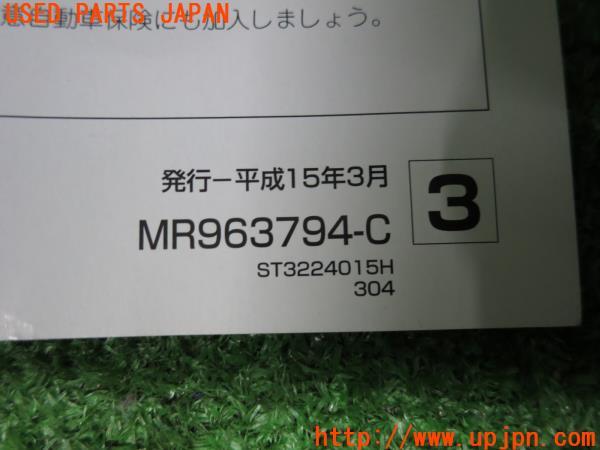 USED PARTS JAPAN
意自動車保険にも加入しましょう。
発行－平成15年3月
MR963794-C
3
ST3224015H
304
http://www.upjpn.com